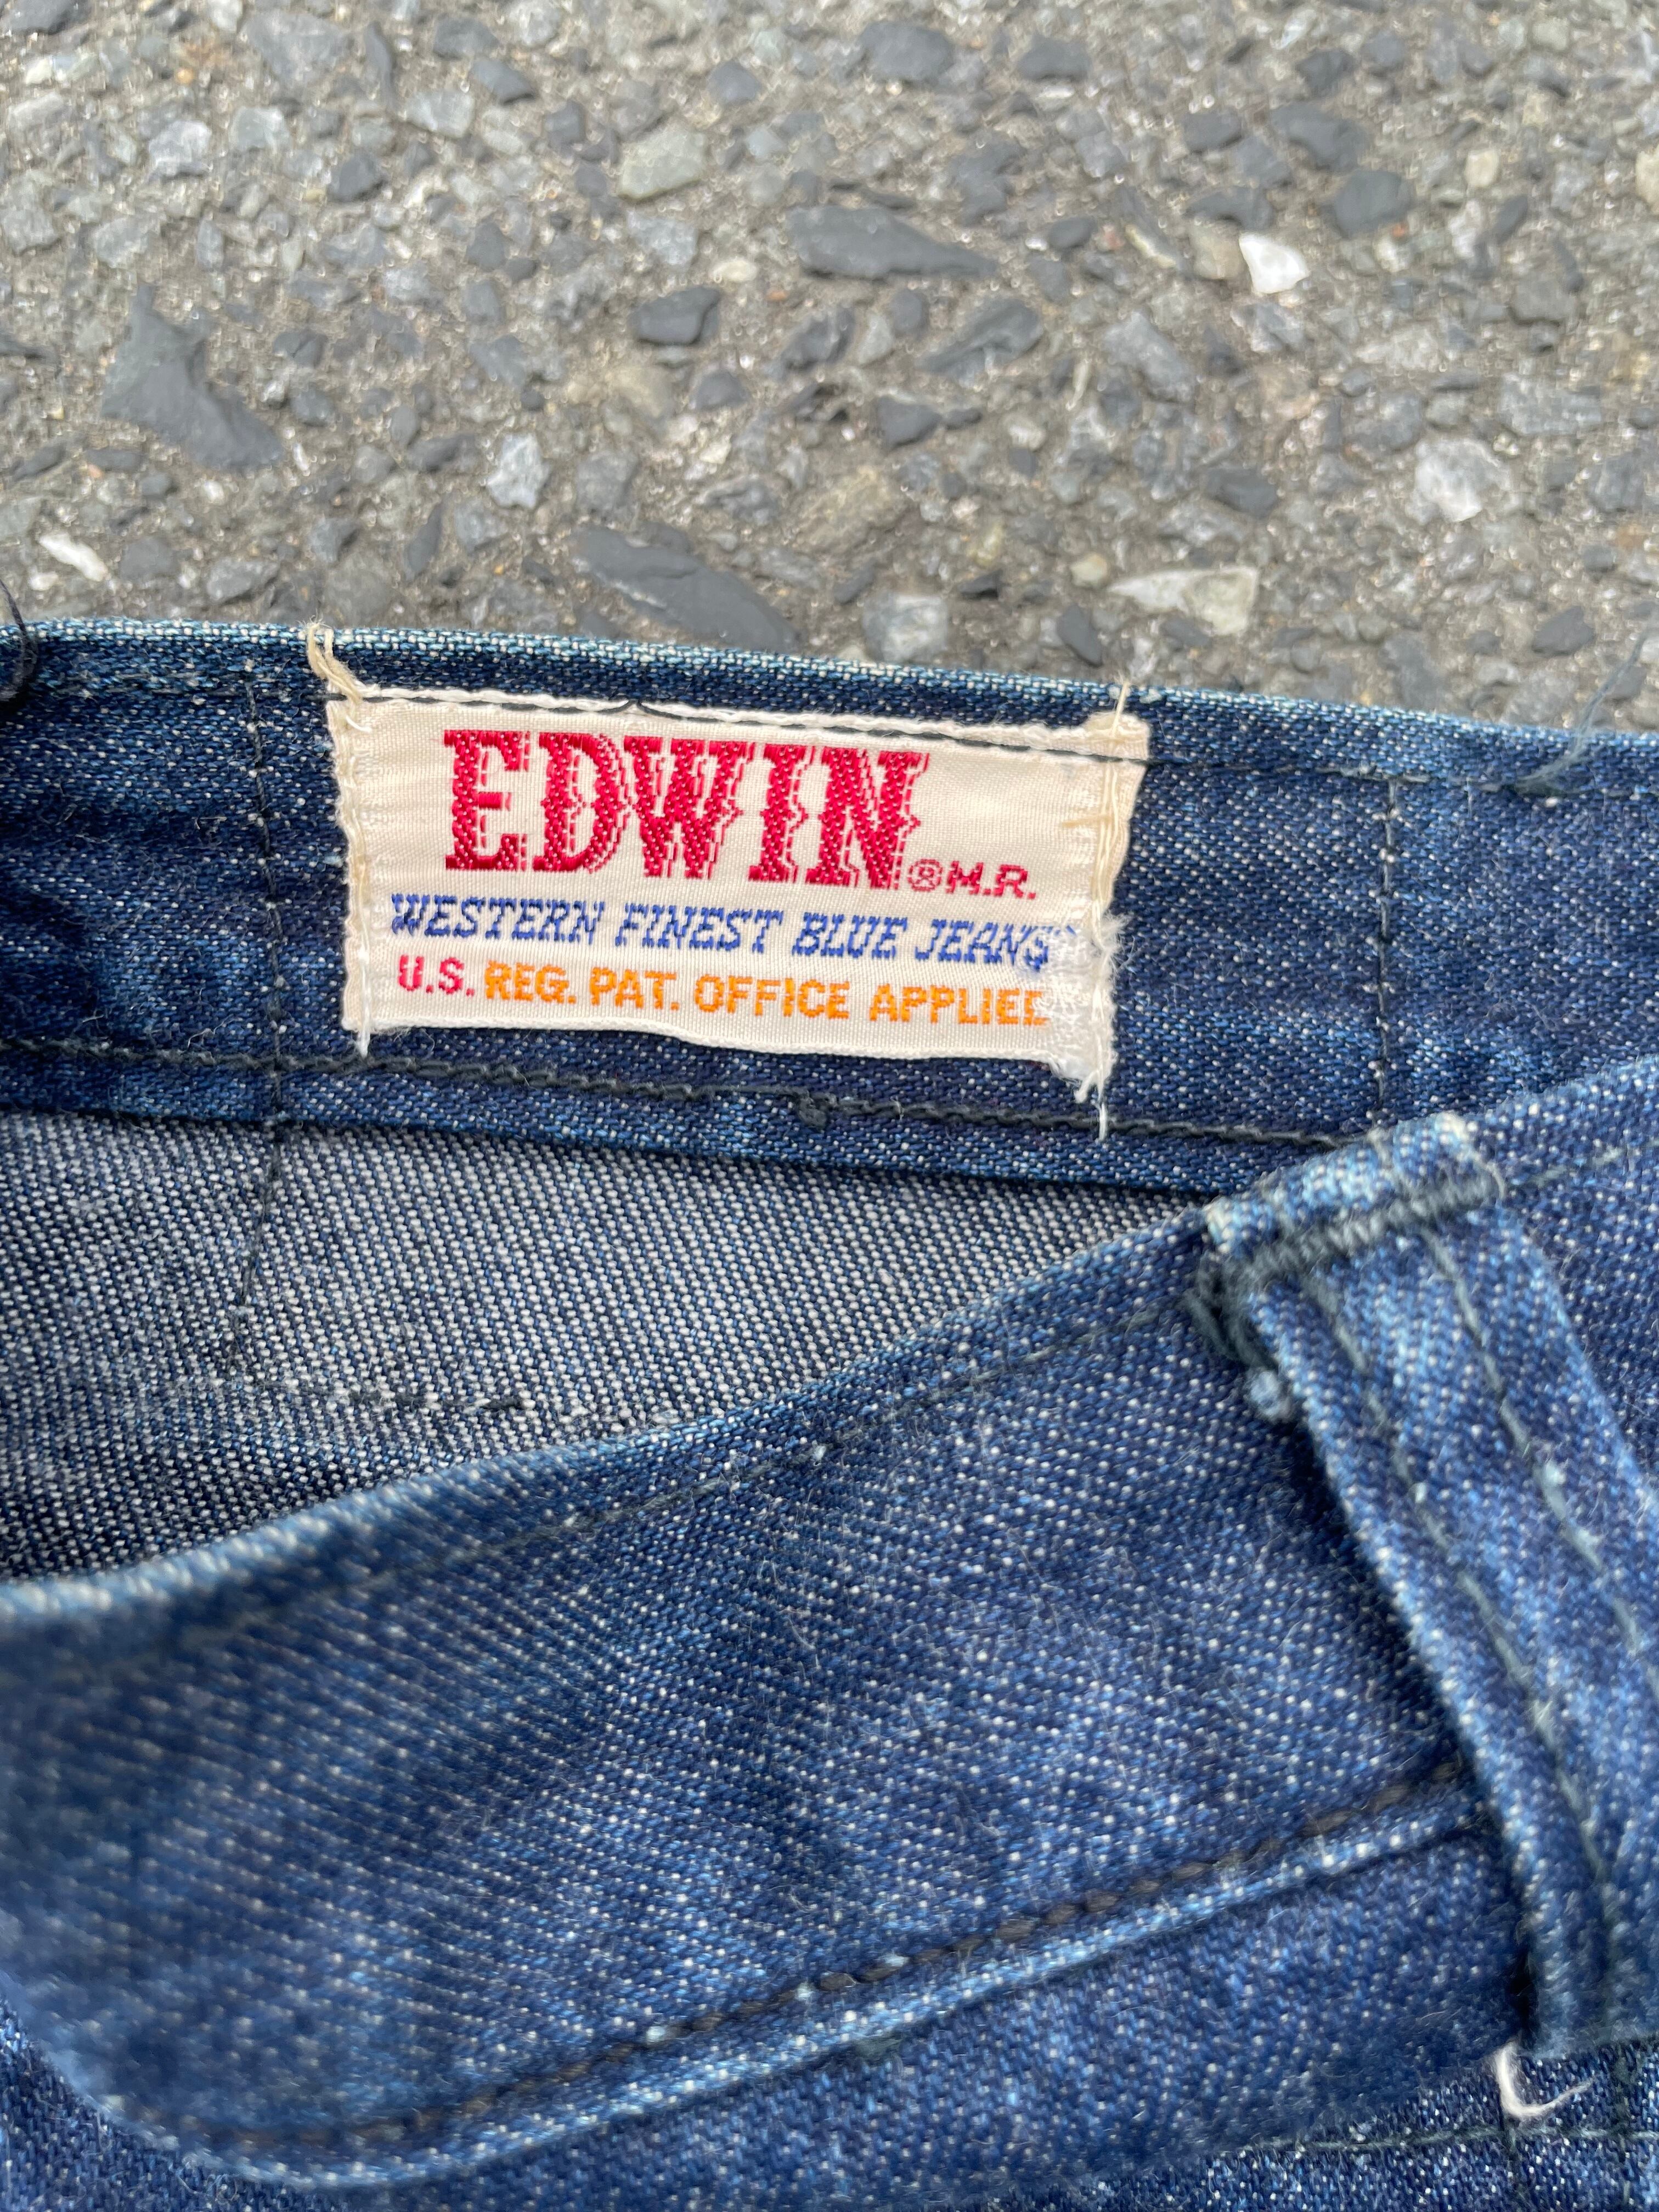 EDWIN ® M.R.
WESTERN FINEST BLUE JEANS
U.S. REG. PAT. OFFICE APPLIED